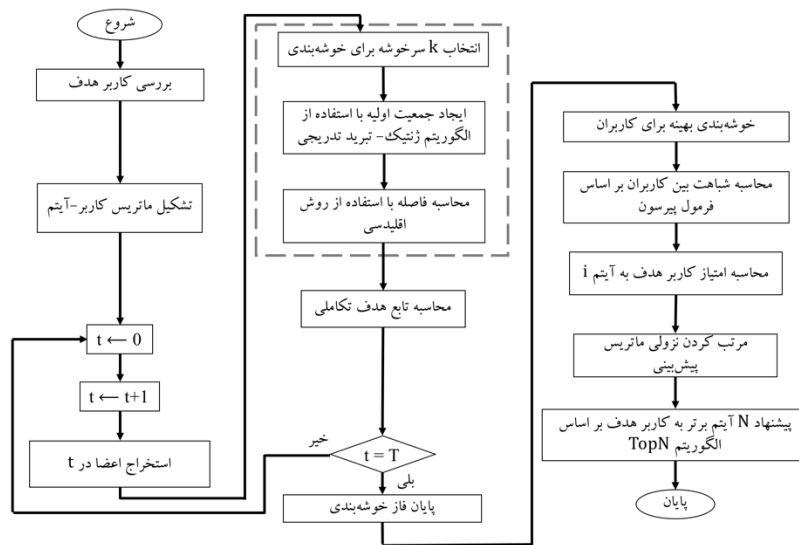 شروع
بررسی کاربر هدف
تشکیل ماتریس کاربر-آیتم
t ← 0
t ← t+1
استخراج اعضا در t
انتخاب k سرخوشه برای خوشه‌بندی
ایجاد جمعیت اولیه با استفاده از
الگوریتم ژنتیک- تبرید تدریجی
محاسبه فاصله با استفاده از روش
اقلیدسی
محاسبه تابع هدف تکاملی
خیر
t = T
بلی
پایان فاز خوشه‌بندی
خوشه‌بندی بهینه برای کاربران
محاسبه شباهت بین کاربران بر اساس
فرمول پیرسون
محاسبه امتیاز کاربر هدف به آیتم i
مرتب کردن نزولی ماتریس
پیش‌بینی
پیشنهاد N آیتم برتر به کاربر هدف بر اساس
الگوریتم TopN
پایان